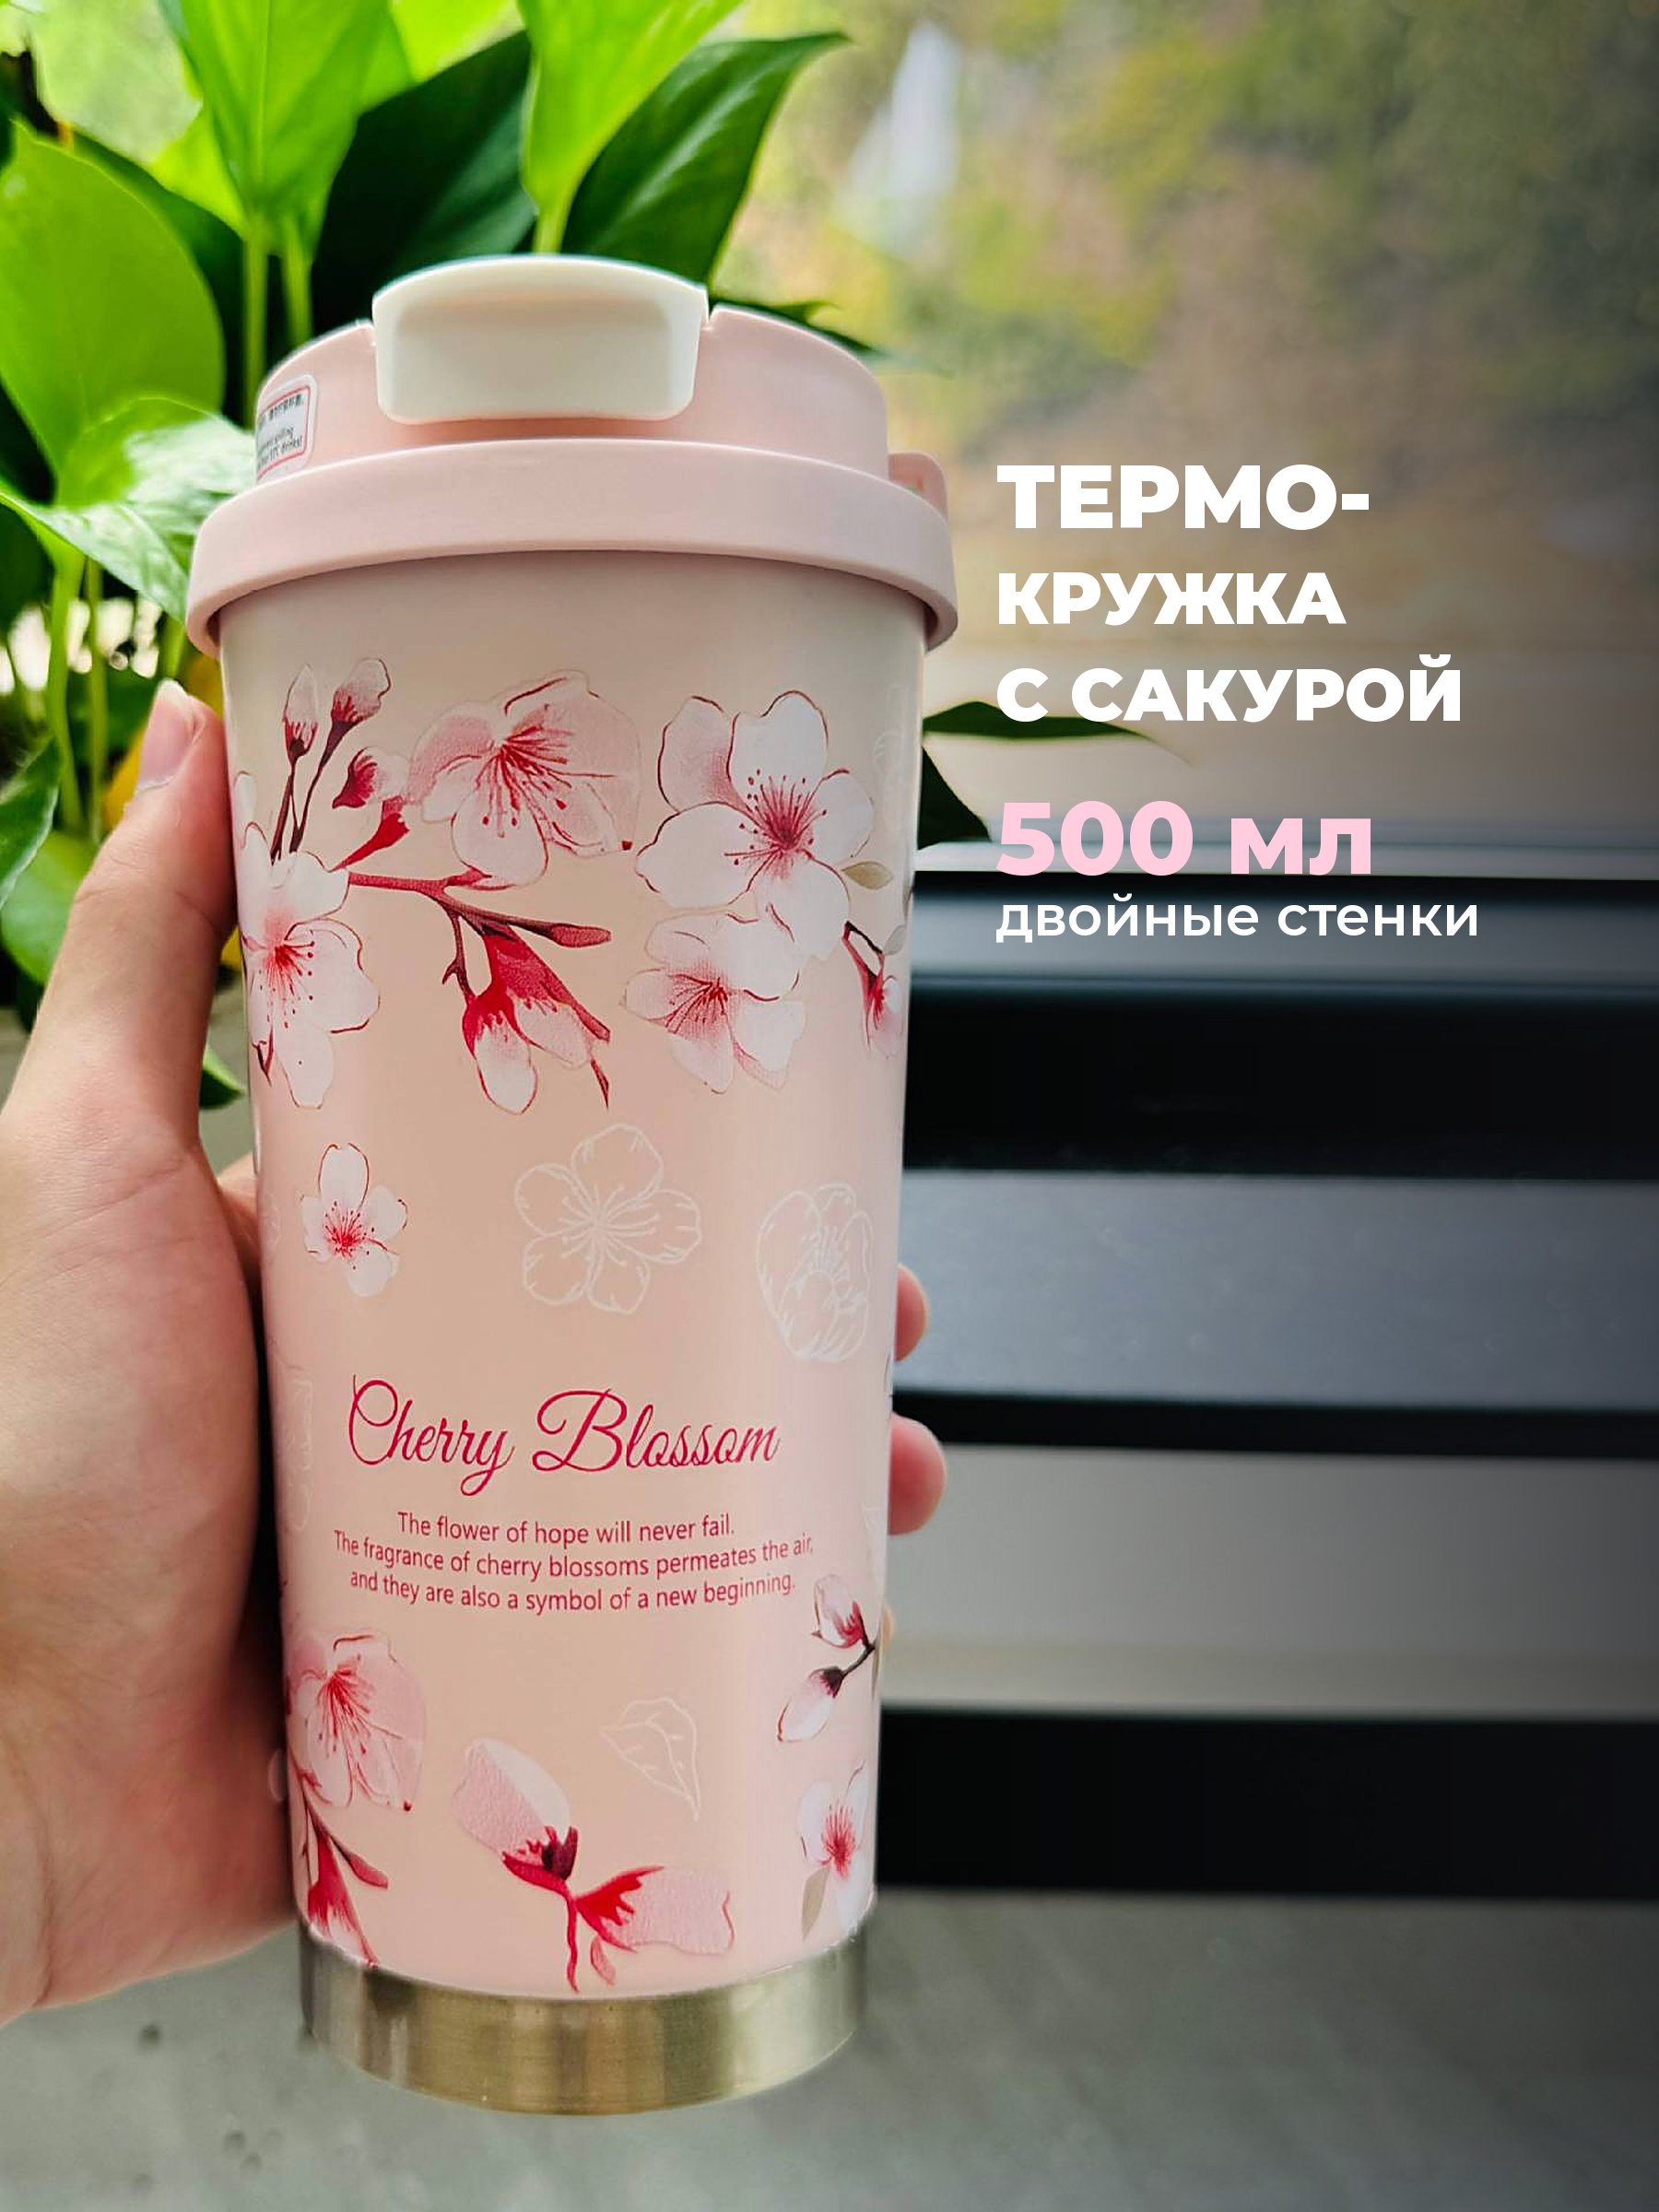 ТЕРМО-
КРУЖКА
С САКУРОЙ
500 мл
двойные стенки
Cherry Blossom
The flower of hope will never fail.
The fragrance of cherry blossoms permeates the air,
and they are also a symbol of a new beginning.